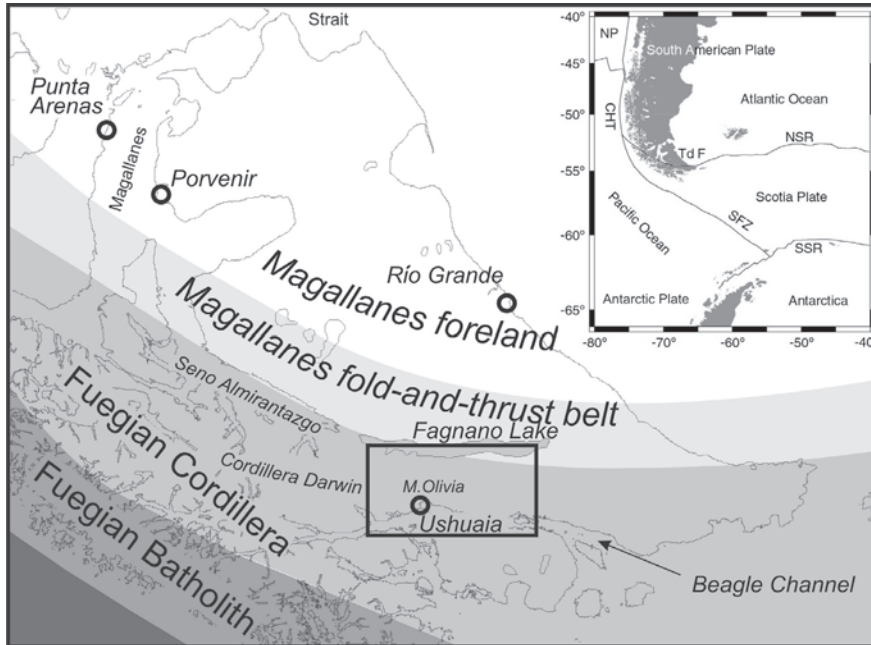 Strait
Punta
Arenas
Magallanes
Porvenir
Río Grande
Magallanes foreland
Magallanes fold-and-thrust belt
Seno Almirantazgo
Fagnano Lake
Fuegian Cordillera
Cordillera Darwin
M.Olivia
Ushuaia
Fuegian Batholith
Beagle Channel
-40°
NP
South American Plate
-45°
-50°
CHT
Atlantic Ocean
NSR
Td F
-55°
Scotia Plate
Pacific Ocean
SFZ
-60°
SSR
-65°
Antarctic Plate
Antarctica
-80° -70° -60° -50° -40°